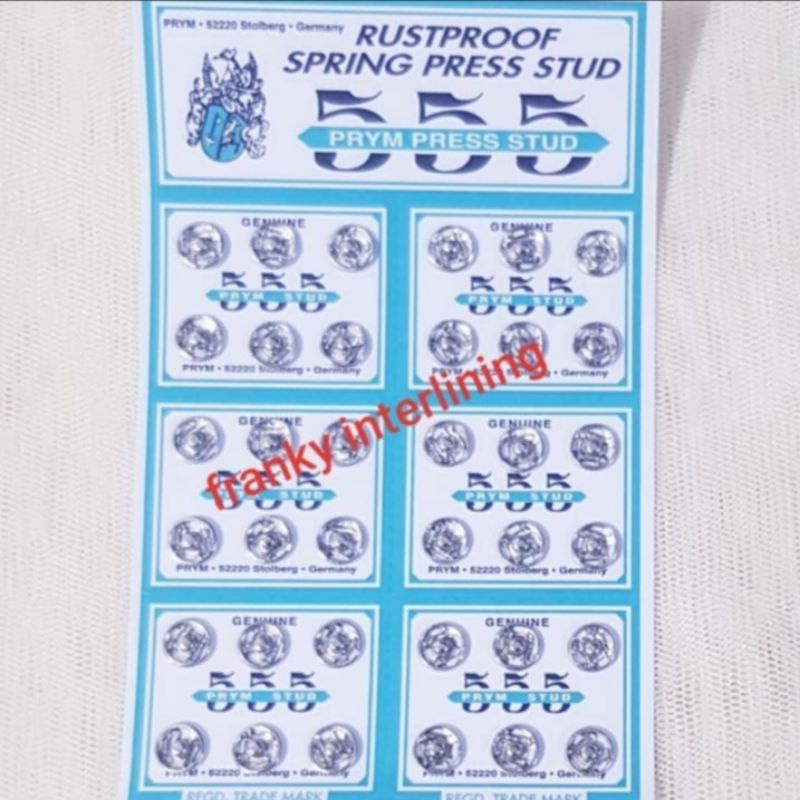 PRYM • 52220 Stolberg • Germany
RUSTPROOF
SPRING PRESS STUD
555
PRYM PRESS STUD
GENUINE
555
PRYM STUD
PRYM • 52220 Stolberg • Germany
GENUINE
555
PRYM STUD
PRYM • 52220 Stolberg • Germany
franky interlining
GENUINE
555
PRYM STUD
PRYM • 52220 Stolberg • Germany
GENUINE
555
PRYM STUD
PRYM • 52220 Stolberg • Germany
GENUINE
555
PRYM STUD
PRYM • 52220 Stolberg • Germany
GENUINE
555
PRYM STUD
PRYM • 52220 Stolberg • Germany
REGD. TRADE MARK
REGD. TRADE MARK